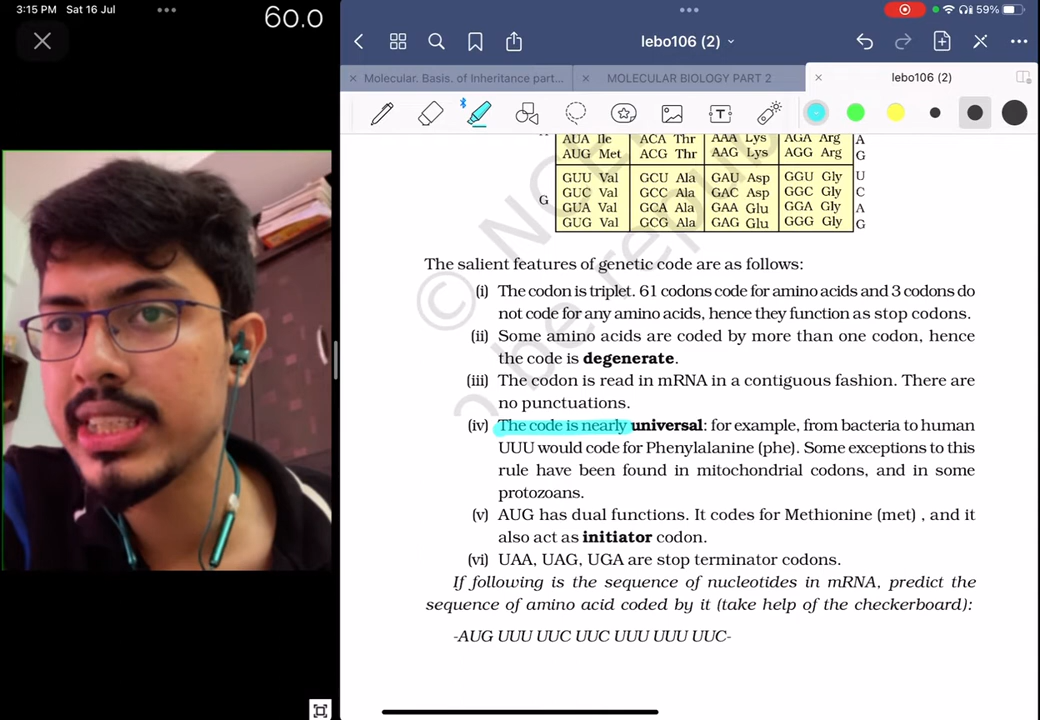 3:15 PM Sat 16 Jul
60.0
59%
lebo106 (2)
Molecular. Basis. of Inheritance part...
MOLECULAR BIOLOGY PART 2
lebo106 (2)
AUA Ile ACA Thr AAA Lys AGA Arg A
AUG Met ACG Thr AAG Lys AGG Arg G
GUU Val GCU Ala GAU Asp GGU Gly U
GUC Val GCC Ala GAC Asp GGC Gly C
G
GUA Val GCA Ala GAA Glu GGA Gly A
GUG Val GCG Ala GAG Glu GGG Gly G
The salient features of genetic code are as follows:
(i) The codon is triplet. 61 codons code for amino acids and 3 codons do
not code for any amino acids, hence they function as stop codons.
(ii) Some amino acids are coded by more than one codon, hence
the code is degenerate.
(iii) The codon is read in mRNA in a contiguous fashion. There are
no punctuations.
(iv) The code is nearly universal: for example, from bacteria to human
UUU would code for Phenylalanine (phe). Some exceptions to this
rule have been found in mitochondrial codons, and in some
protozoans.
(v) AUG has dual functions. It codes for Methionine (met) , and it
also act as initiator codon.
(vi) UAA, UAG, UGA are stop terminator codons.
If following is the sequence of nucleotides in mRNA, predict the
sequence of amino acid coded by it (take help of the checkerboard):
-AUG UUU UUC UUC UUU UUU UUC-